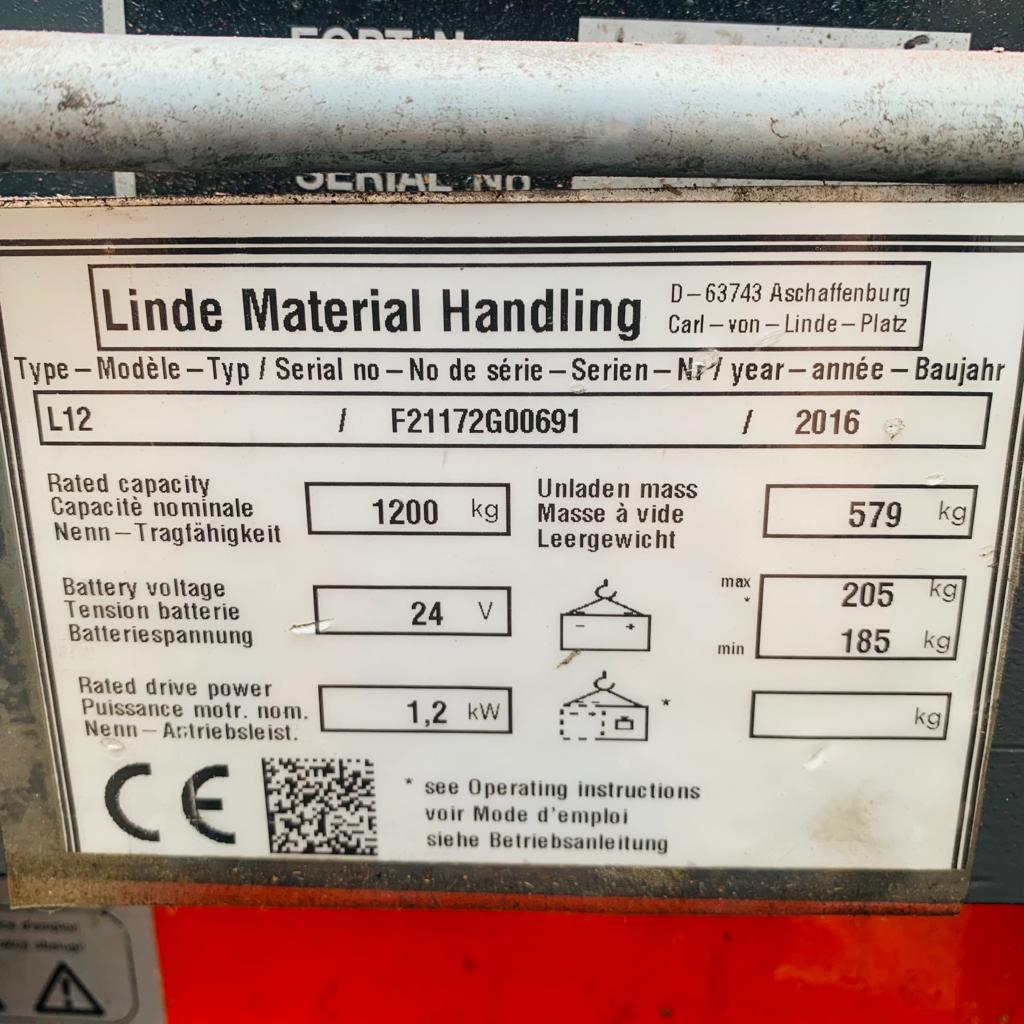 SERIAL No
Linde Material Handling
D–63743 Aschaffenburg
Carl–von–Linde–Platz
Type–Modèle–Typ / Serial no–No de série–Serien–Nr / year–année–Baujahr
L12 / F21172G00691 / 2016
Rated capacity
Capacitè nominale
Nenn–Tragfähigkeit
1200 kg
Unladen mass
Masse à vide
Leergewicht
579 kg
Battery voltage
Tension batterie
Batteriespannung
24 V
- +
max
*
min
205 kg
185 kg
Rated drive power
Puissance motr. nom.
Nenn–Antriebsleist.
1,2 kW
*
kg
CE
* see Operating instructions
voir Mode d'emploi
siehe Betriebsanleitung